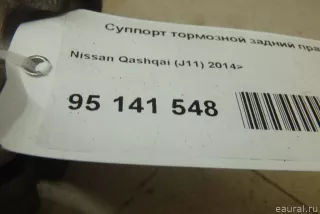 Суппорт тормозной задний пра
Nissan Qashqai (J11) 2014>
95 141 548
eaural.ru